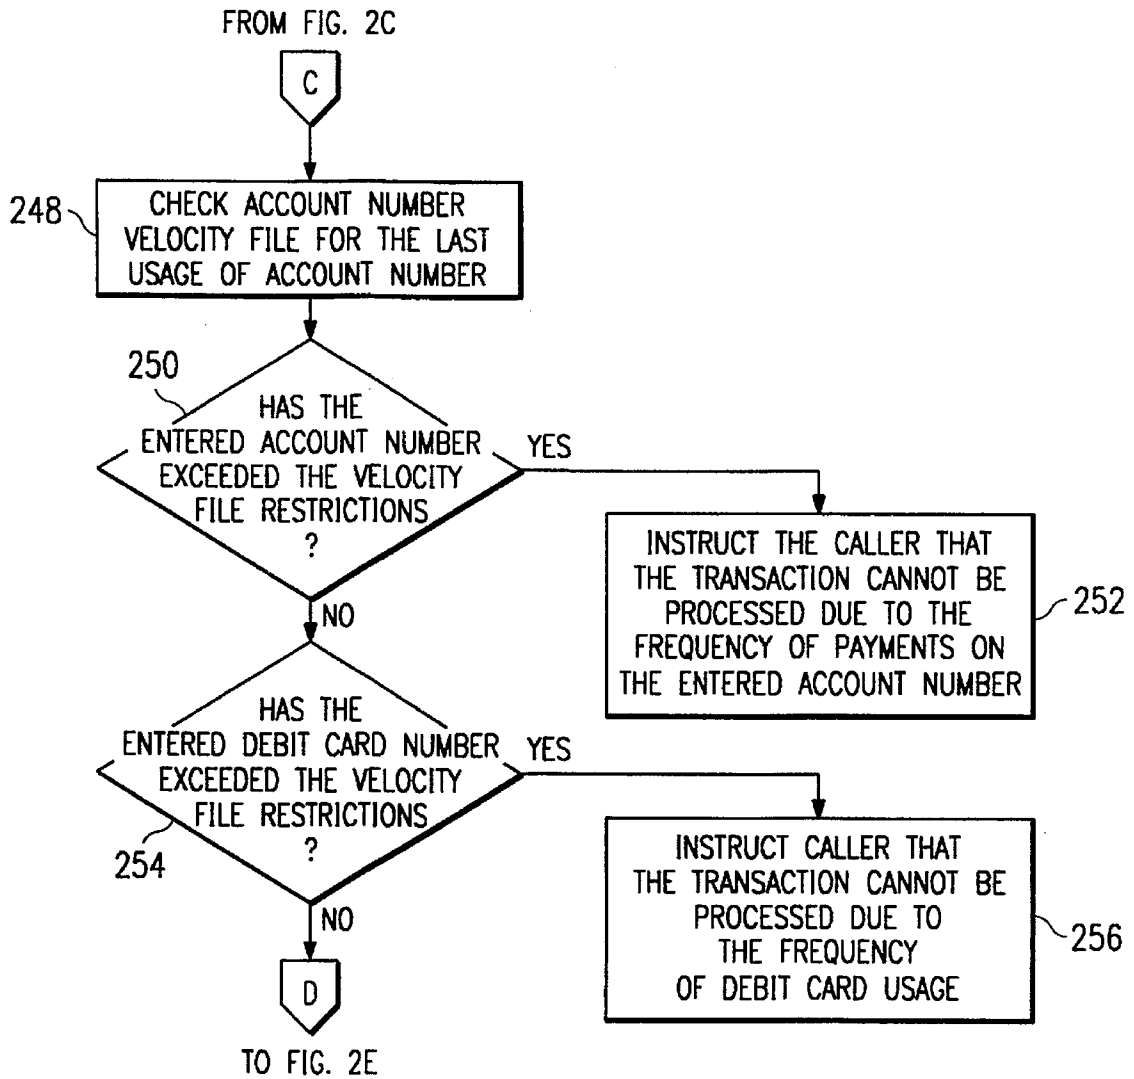 FROM FIG. 2C
C
248
CHECK ACCOUNT NUMBER
VELOCITY FILE FOR THE LAST
USAGE OF ACCOUNT NUMBER
250
HAS THE
ENTERED ACCOUNT NUMBER
EXCEEDED THE VELOCITY
FILE RESTRICTIONS
?
YES
NO
INSTRUCT THE CALLER THAT
THE TRANSACTION CANNOT BE
PROCESSED DUE TO THE
FREQUENCY OF PAYMENTS ON
THE ENTERED ACCOUNT NUMBER
252
HAS THE
ENTERED DEBIT CARD NUMBER
EXCEEDED THE VELOCITY
FILE RESTRICTIONS
?
254
YES
NO
INSTRUCT CALLER THAT
THE TRANSACTION CANNOT BE
PROCESSED DUE TO
THE FREQUENCY
OF DEBIT CARD USAGE
256
D
TO FIG. 2E